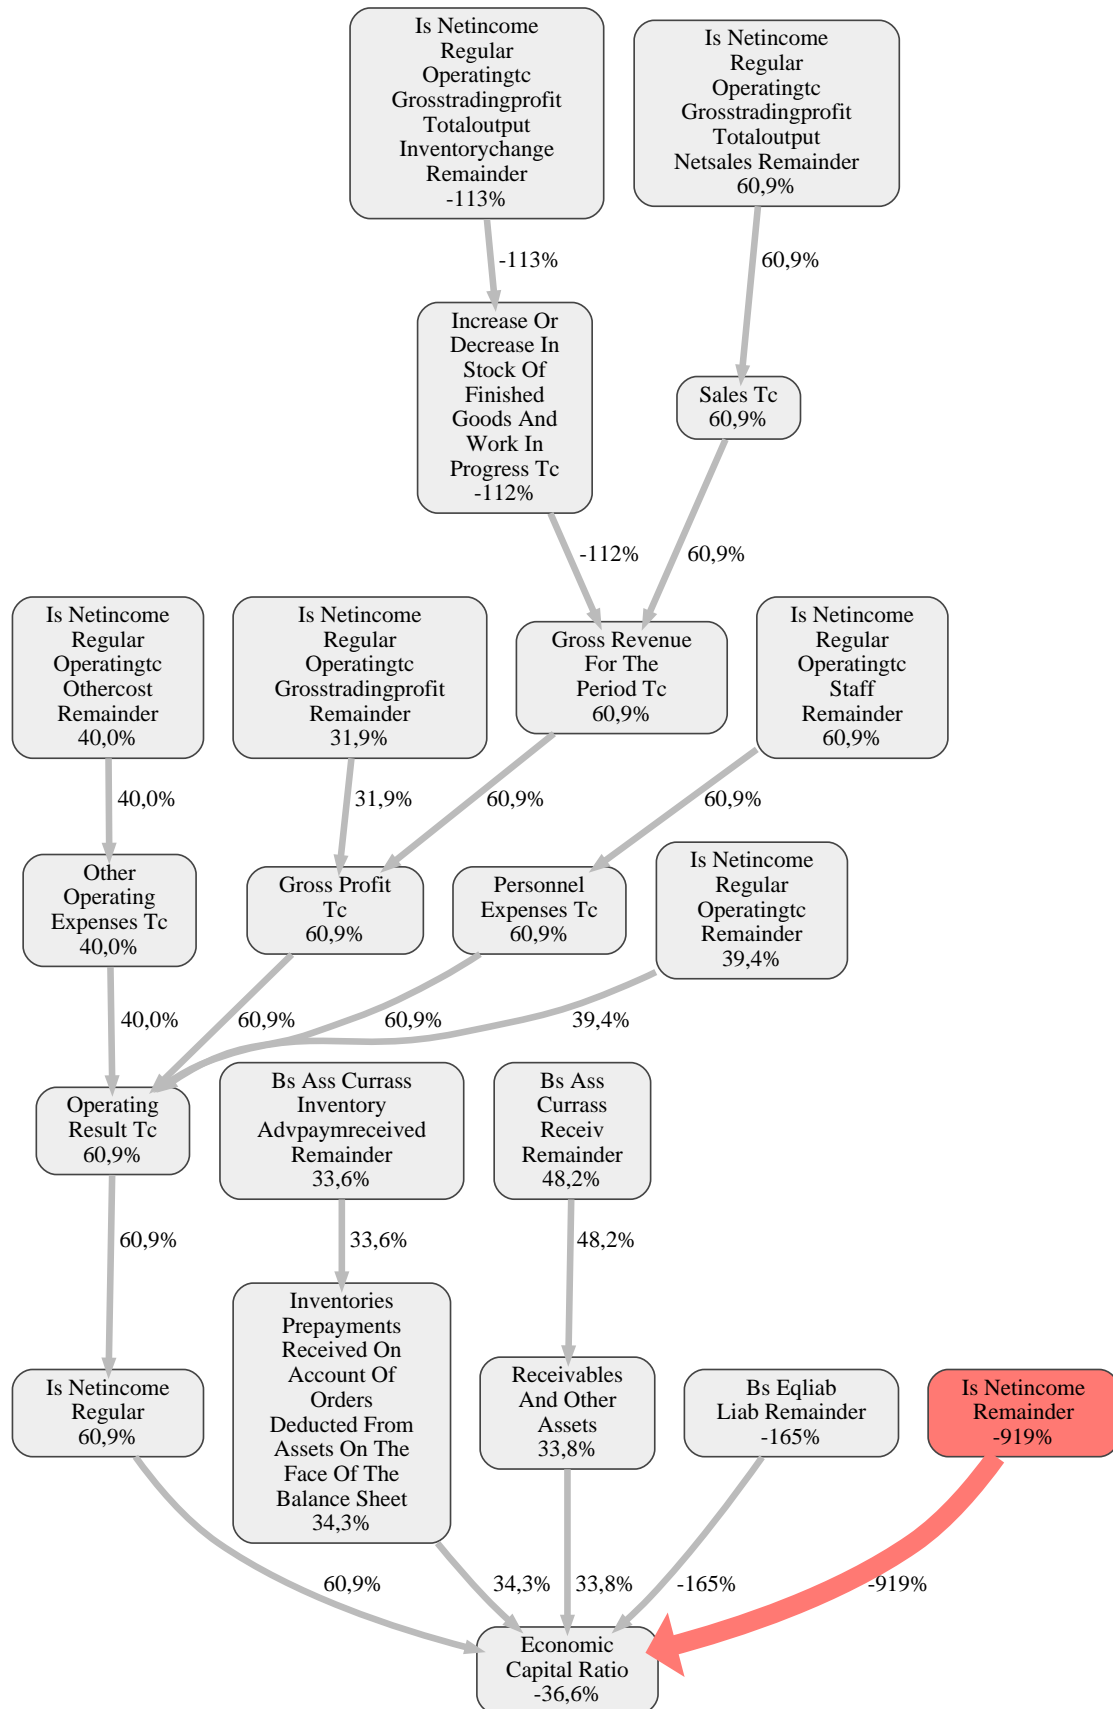 Is Netincome
Regular
Operatingtc
Grosstradingprofit
Totaloutput
Inventorychange
Remainder
-113%
Is Netincome
Regular
Operatingtc
Grosstradingprofit
Totaloutput
Netsales Remainder
60,9%
-113%
60,9%
Increase Or
Decrease In
Stock Of
Finished
Goods And
Work In
Progress Tc
-112%
Sales Tc
60,9%
-112%
60,9%
Is Netincome
Regular
Operatingtc
Othercost
Remainder
40,0%
Is Netincome
Regular
Operatingtc
Grosstradingprofit
Remainder
31,9%
Gross Revenue
For The
Period Tc
60,9%
Is Netincome
Regular
Operatingtc
Staff
Remainder
60,9%
40,0%
31,9%
60,9%
60,9%
Other
Operating
Expenses Tc
40,0%
Gross Profit
Tc
60,9%
Personnel
Expenses Tc
60,9%
Is Netincome
Regular
Operatingtc
Remainder
39,4%
40,0%
60,9%
60,9%
39,4%
Operating
Result Tc
60,9%
Bs Ass Currass
Inventory
Advpaymreceived
Remainder
33,6%
Bs Ass
Currass
Receiv
Remainder
48,2%
60,9%
33,6%
48,2%
Is Netincome
Regular
60,9%
Inventories
Prepayments
Received On
Account Of
Orders
Deducted From
Assets On The
Face Of The
Balance Sheet
34,3%
Receivables
And Other
Assets
33,8%
Bs Eqliab
Liab Remainder
-165%
Is Netincome
Remainder
-919%
60,9%
34,3%
33,8%
-165%
-919%
Economic
Capital Ratio
-36,6%